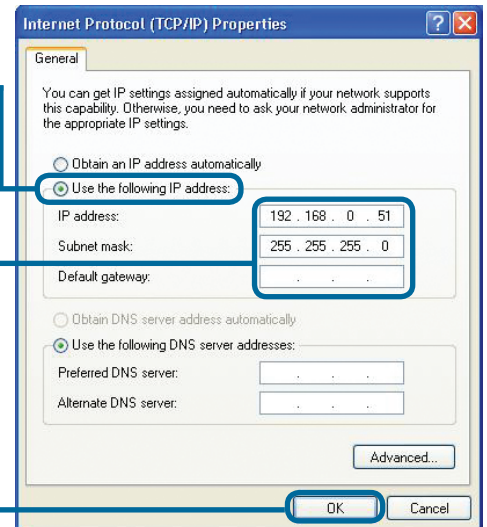 Internet Protocol (TCP/IP) Properties
General
You can get IP settings assigned automatically if your network supports
this capability. Otherwise, you need to ask your network administrator for
the appropriate IP settings.
Obtain an IP address automatically
Use the following IP address:
IP address: 192 . 168 . 0 . 51
Subnet mask: 255 . 255 . 255 . 0
Default gateway: . . .
Obtain DNS server address automatically
Use the following DNS server addresses:
Preferred DNS server: . . .
Alternate DNS server: . . .
Advanced...
OK Cancel